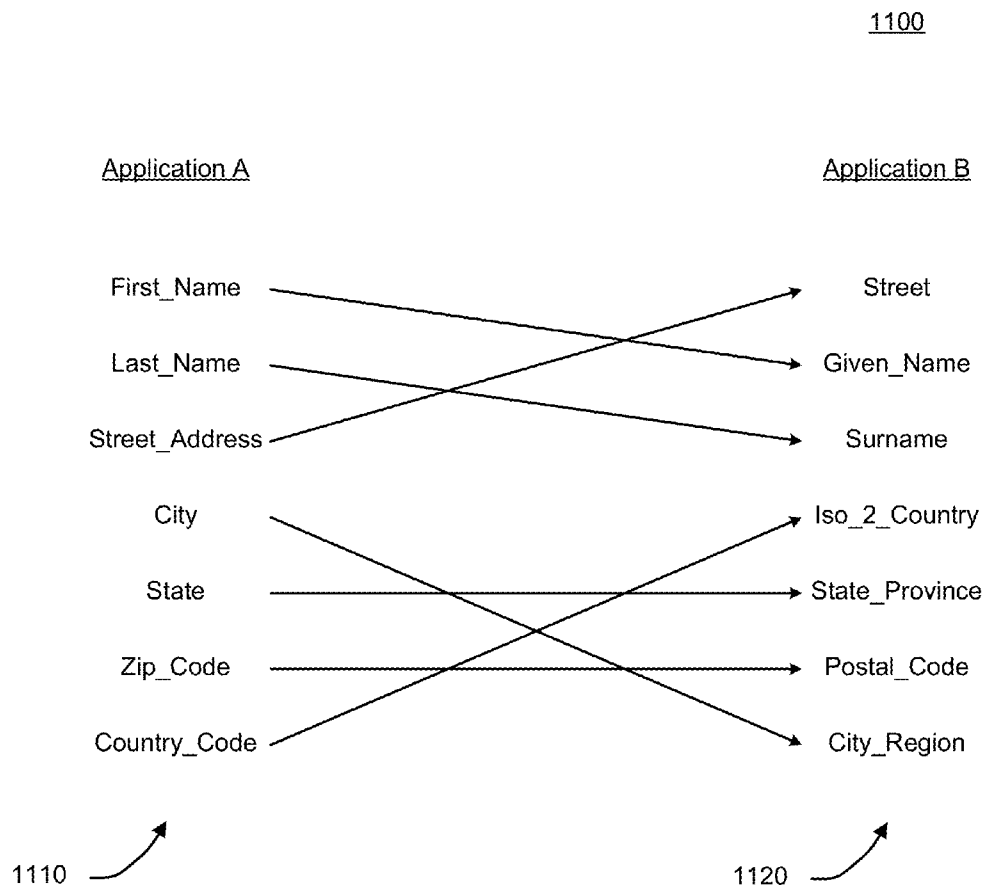 1100
Application A
Application B
First_Name
Street
Last_Name
Given_Name
Street_Address
Surname
City
Iso_2_Country
State
State_Province
Zip_Code
Postal_Code
Country_Code
City_Region
1110
1120